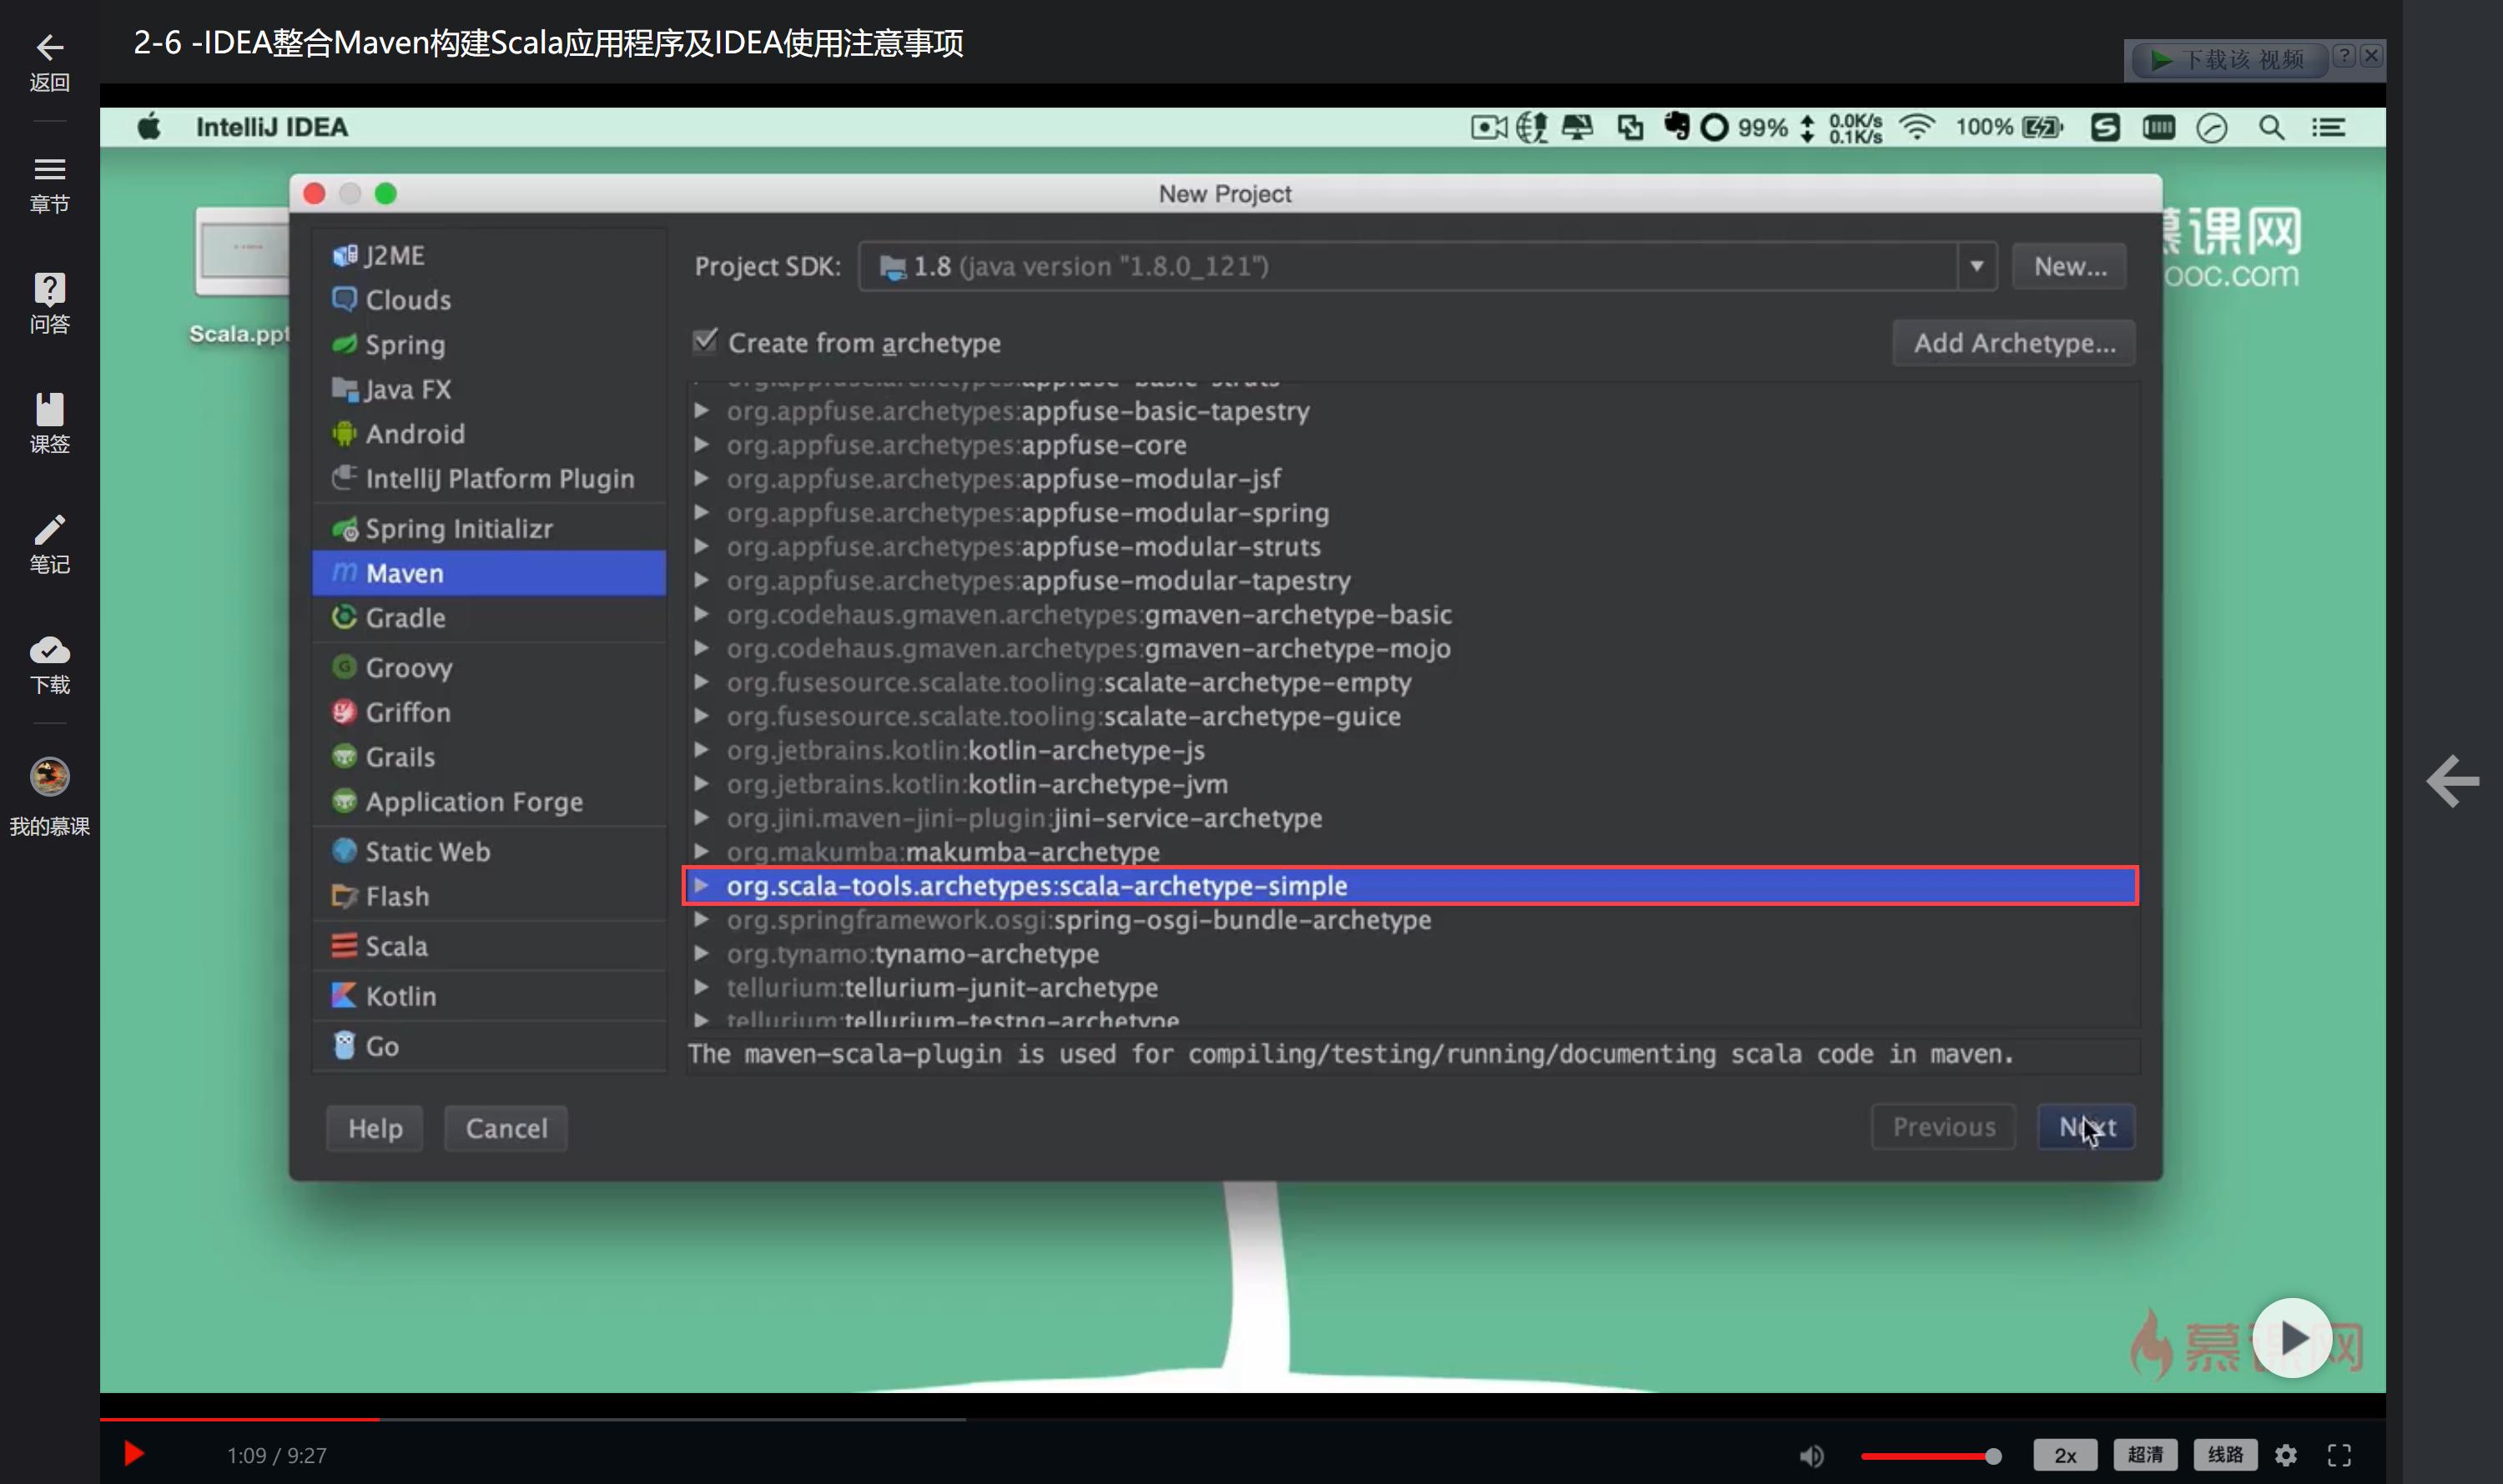 2-6 -IDEA整合Maven构建Scala应用程序及IDEA使用注意事项
返回
章节
问答
课签
笔记
下载
我的慕课
下载该 视频
?
IntelliJ IDEA
99%
0.0K/s
0.1K/s
100%
慕课网
ooc.com
Scala.ppt
New Project
J2ME
Clouds
Spring
Java FX
Android
IntelliJ Platform Plugin
Spring Initializr
Maven
Gradle
Groovy
Griffon
Grails
Application Forge
Static Web
Flash
Scala
Kotlin
Go
Project SDK: 1.8 (java version "1.8.0_121") New...
Create from archetype
Add Archetype...
org.appfuse.archetypes:appfuse-basic-struts
org.appfuse.archetypes:appfuse-basic-tapestry
org.appfuse.archetypes:appfuse-core
org.appfuse.archetypes:appfuse-modular-jsf
org.appfuse.archetypes:appfuse-modular-spring
org.appfuse.archetypes:appfuse-modular-struts
org.appfuse.archetypes:appfuse-modular-tapestry
org.codehaus.gmaven.archetypes:gmaven-archetype-basic
org.codehaus.gmaven.archetypes:gmaven-archetype-mojo
org.fusesource.scalate.tooling:scalate-archetype-empty
org.fusesource.scalate.tooling:scalate-archetype-guice
org.jetbrains.kotlin:kotlin-archetype-js
org.jetbrains.kotlin:kotlin-archetype-jvm
org.jini.maven-jini-plugin:jini-service-archetype
org.makumba:makumba-archetype
org.scala-tools.archetypes:scala-archetype-simple
org.springframework.osgi:spring-osgi-bundle-archetype
org.tynamo:tynamo-archetype
tellurium:tellurium-junit-archetype
tellurium:tellurium-testng-archetype
The maven-scala-plugin is used for compiling/testing/running/documenting scala code in maven.
Help
Cancel
Previous
Next
慕 网
1:09 / 9:27
2x
超清
线路